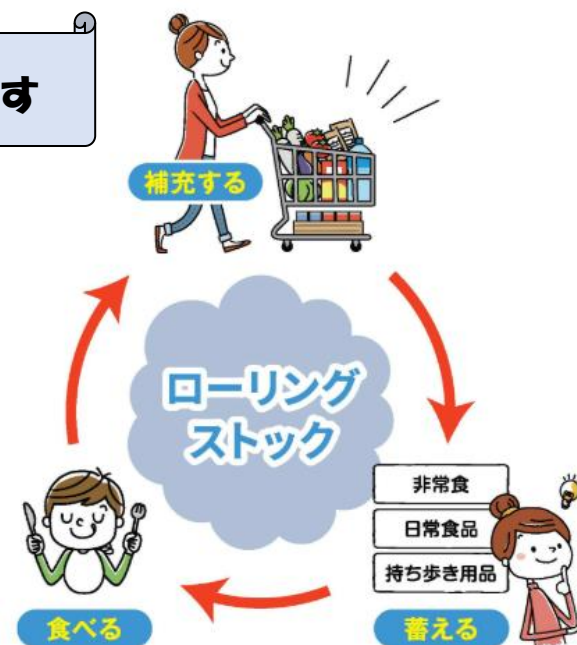 す
補充する
ローリング
ストック
非常食
日常食品
持ち歩き用品
食べる
蓄える